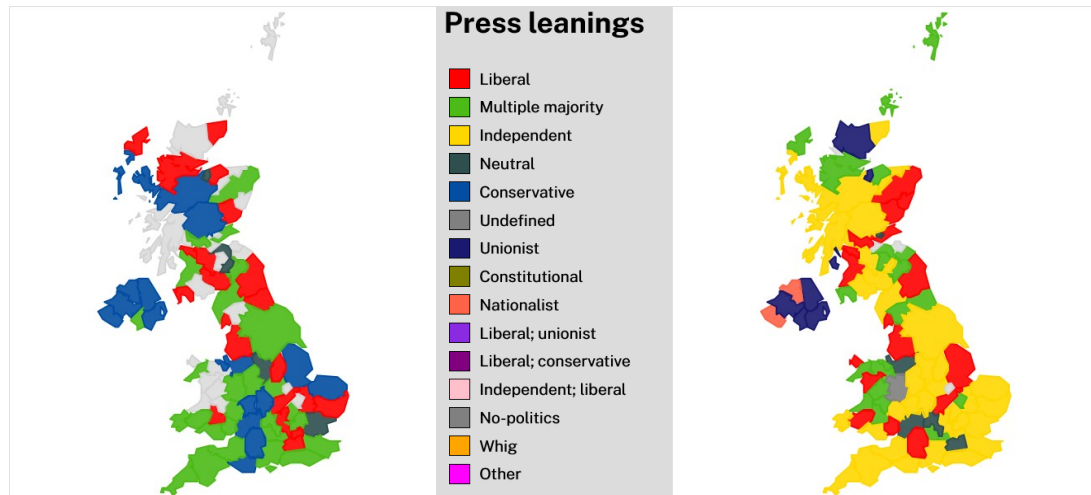 Press leanings
Liberal
Multiple majority
Independent
Neutral
Conservative
Undefined
Unionist
Constitutional
Nationalist
Liberal; unionist
Liberal; conservative
Independent; liberal
No-politics
Whig
Other